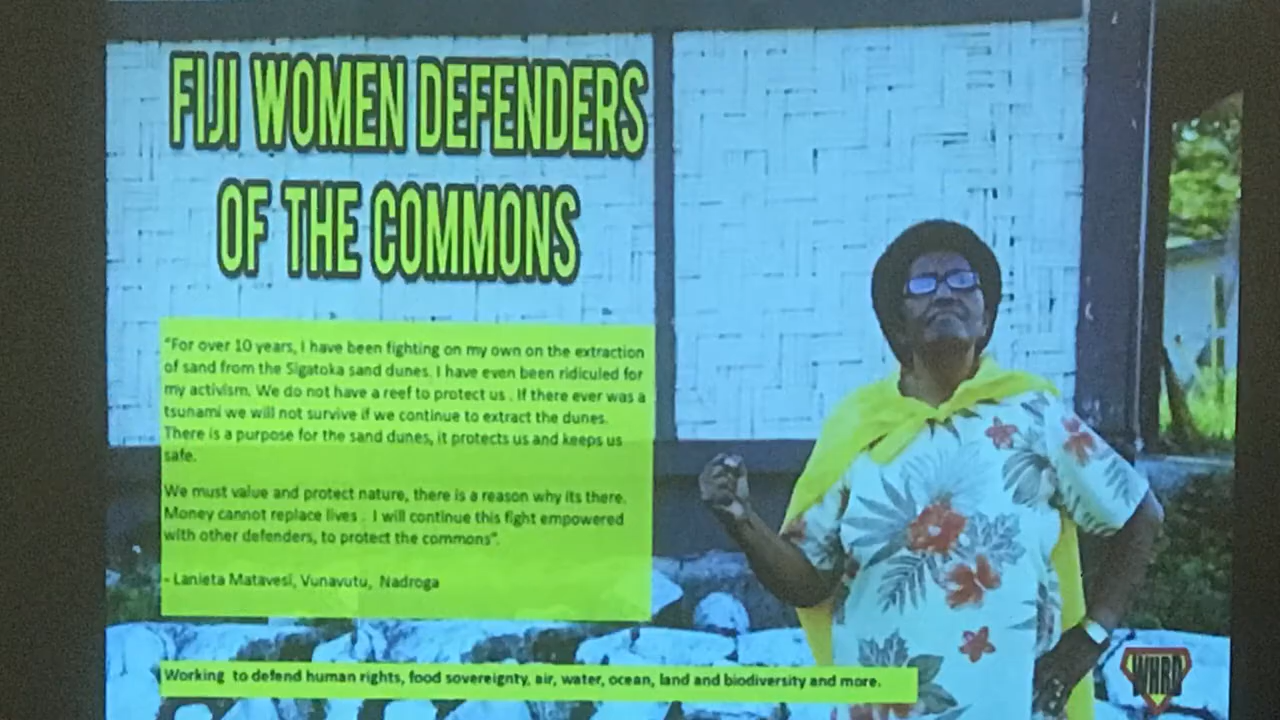 FIJI WOMEN DEFENDERS
OF THE COMMONS
"For over 10 years, I have been fighting on my own on the extraction
of sand from the Sigatoka sand dunes. I have even been ridiculed for
my activism. We do not have a reef to protect us . If there ever was a
tsunami we will not survive if we continue to extract the dunes.
There is a purpose for the sand dunes, it protects us and keeps us
safe.
We must value and protect nature, there is a reason why its there.
Money cannot replace lives . I will continue this fight empowered
with other defenders, to protect the commons".
- Lanieta Matavesi, Vunavutu, Nadroga
Working to defend human rights, food sovereignty, air, water, ocean, land and biodiversity and more.
WHRD